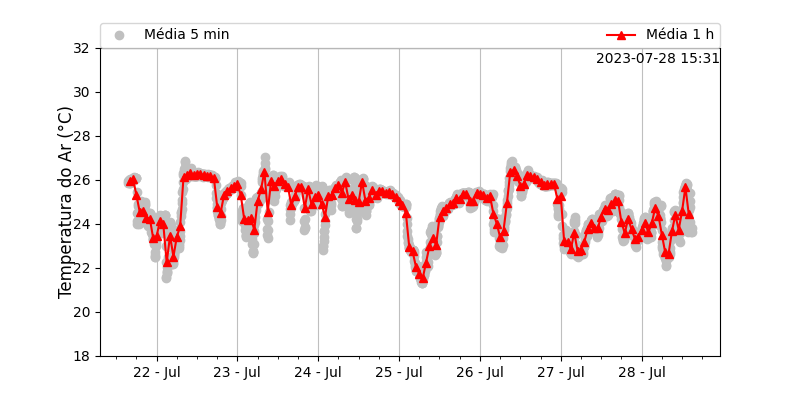 Média 5 min
Média 1 h
2023-07-28 15:31
Temperatura do Ar (°C)
32
30
28
26
24
22
20
18
22 - Jul
23 - Jul
24 - Jul
25 - Jul
26 - Jul
27 - Jul
28 - Jul